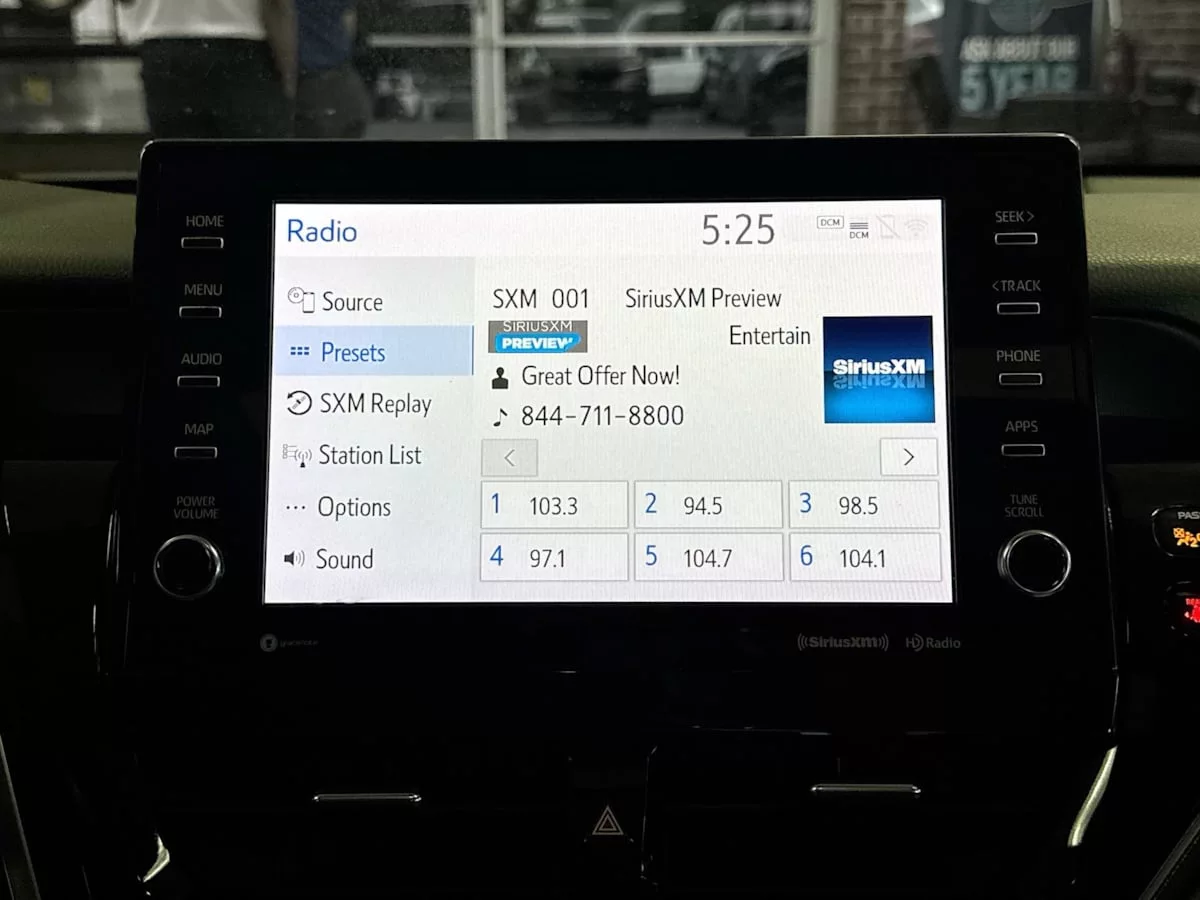 ASK ABOUT OUR
5 YEAR
HOME
MENU
AUDIO
MAP
POWER
VOLUME
Radio
5:25
DCM
DCM
Source
Presets
SXM Replay
Station List
Options
Sound
SXM 001
SiriusXM Preview
SIRIUSXM
PREVIEW
Entertain
SiriusXM
Great Offer Now!
844-711-8800
<
>
1 103.3
2 94.5
3 98.5
4 97.1
5 104.7
6 104.1
SEEK >
< TRACK
PHONE
APPS
TUNE
SCROLL
gracenote
SiriusXM
HD Radio